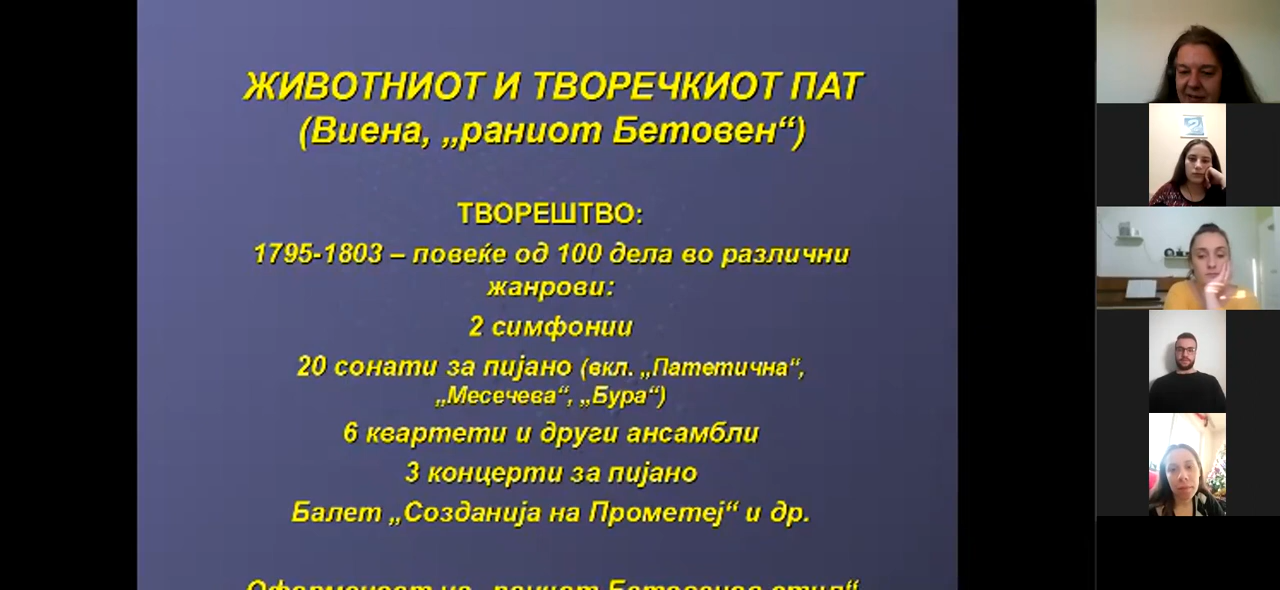 ЖИВОТНИОТ И ТВОРЕЧКИОТ ПАТ
(Виена, „раниот Бетовен“)
ТВОРЕШТВО:
1795-1803 – повеќе од 100 дела во различни
жанрови:
2 симфонии
20 сонати за пијано (вкл. „Патетична“,
„Месечева“, „Бура“)
6 квартети и други ансамбли
3 концерти за пијано
Балет „Созданија на Прометеј“ и др.